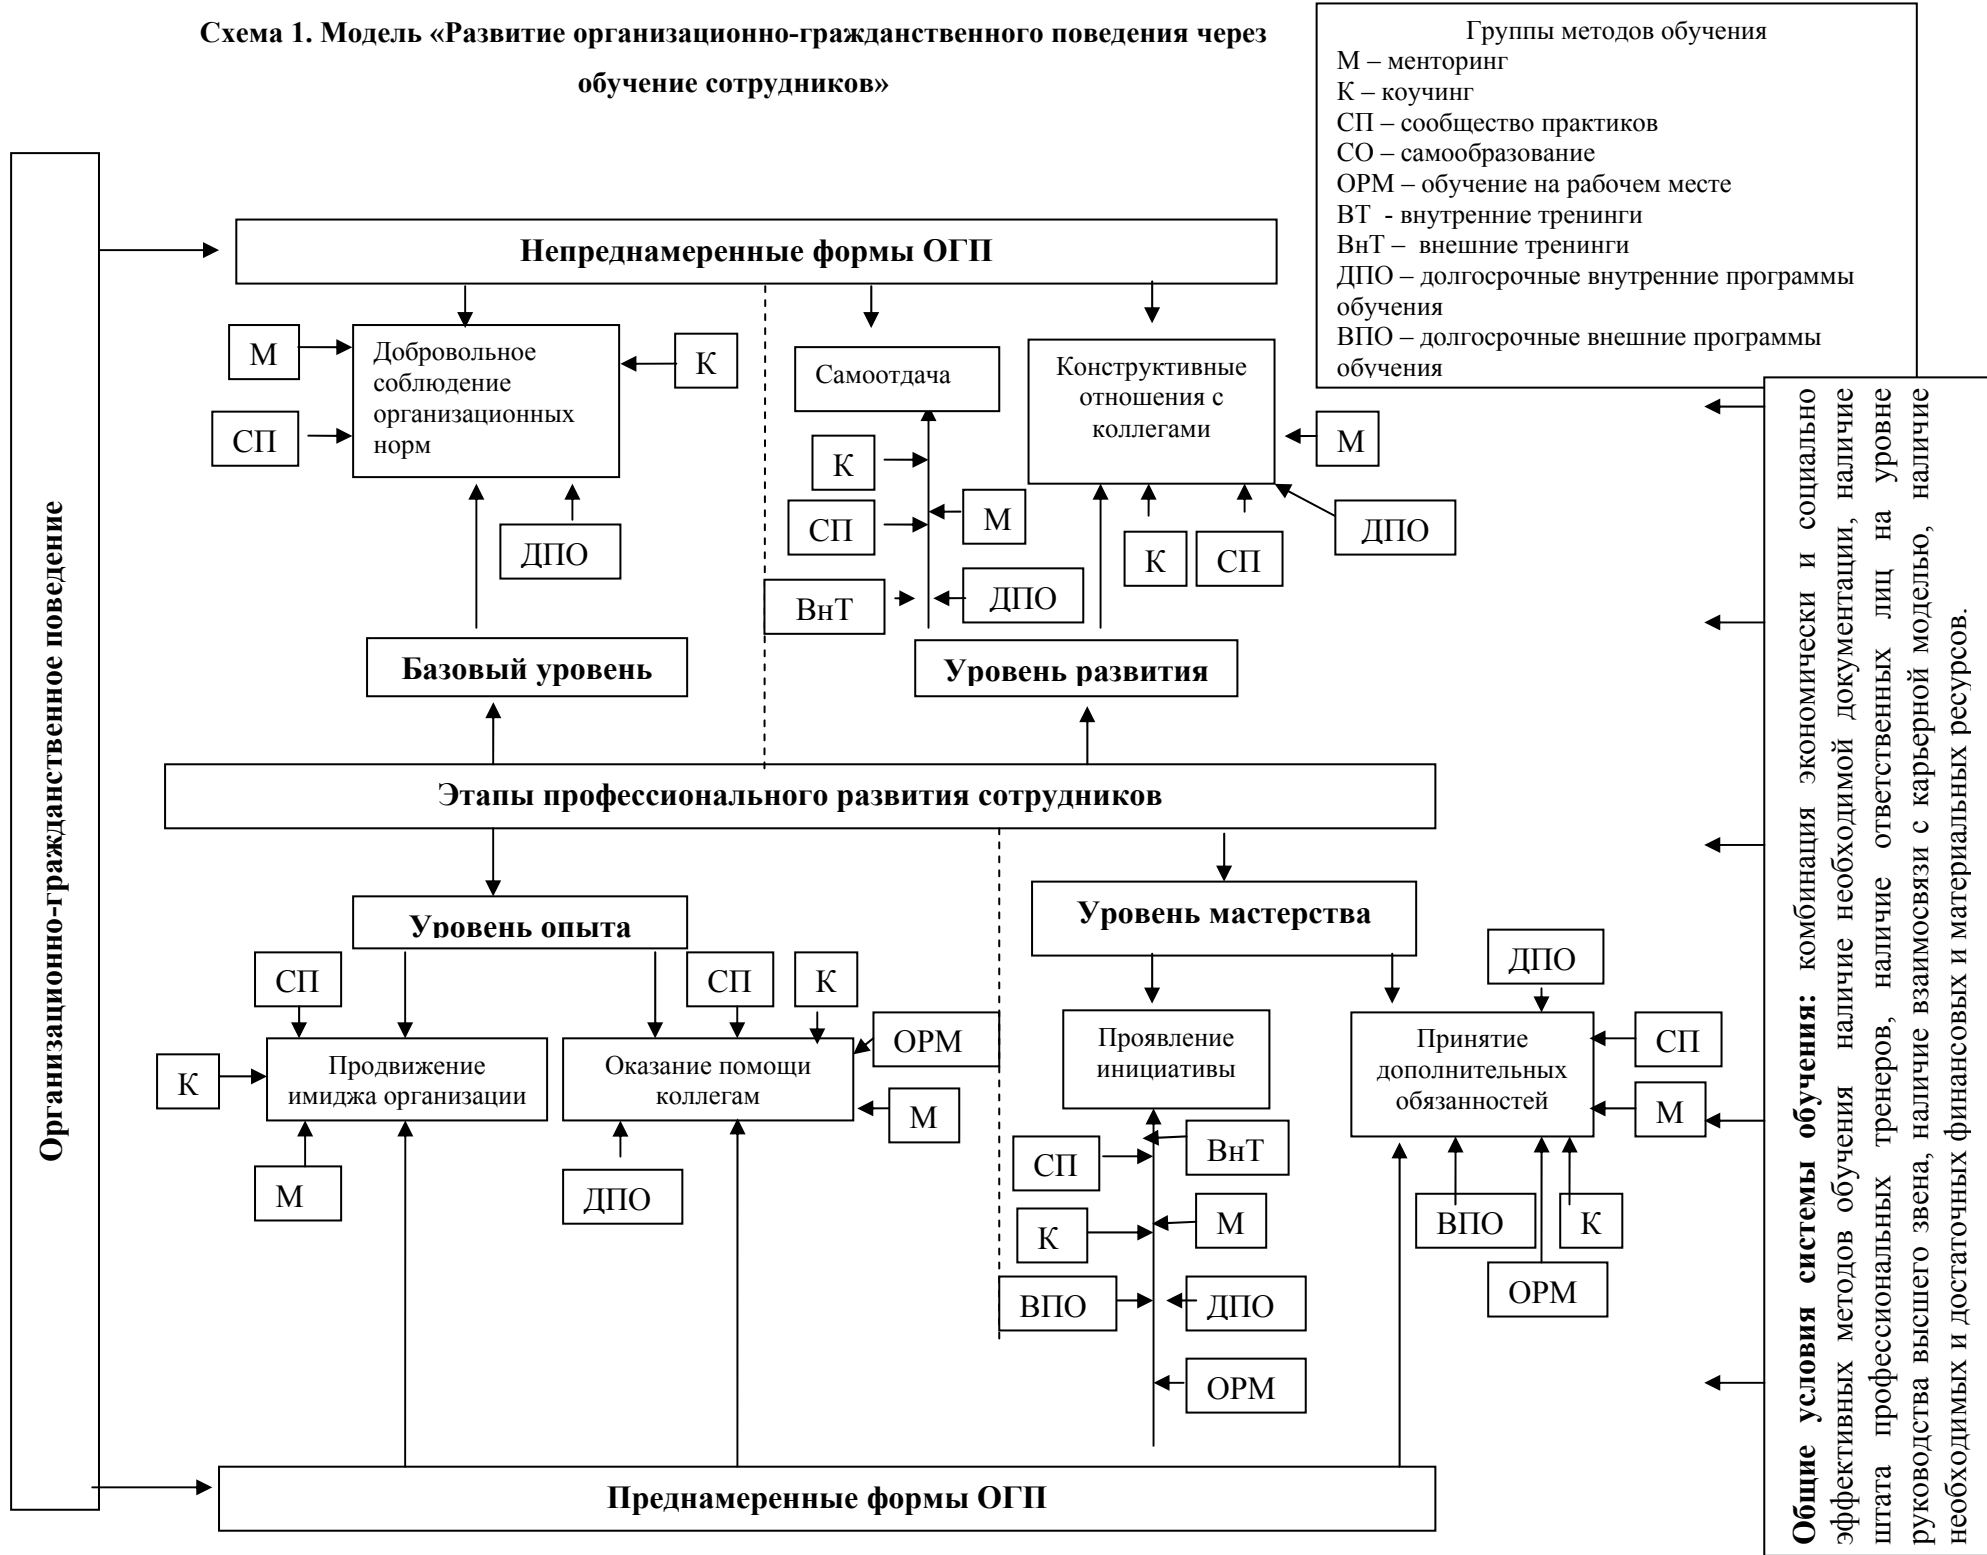 Схема 1. Модель «Развитие организационно-гражданственного поведения через
обучение сотрудников»
Группы методов обучения
М – менторинг
К – коучинг
СП – сообщество практиков
СО – самообразование
ОРМ – обучение на рабочем месте
ВТ - внутренние тренинги
ВнТ – внешние тренинги
ДПО – долгосрочные внутренние программы
обучения
ВПО – долгосрочные внешние программы
обучения
Организационно-гражданственное поведение
Непреднамеренные формы ОГП
М
СП
Добровольное
соблюдение
организационных
норм
К
ДПО
Самоотдача
К
СП
М
ВнТ
ДПО
Конструктивные
отношения с
коллегами
М
К
СП
ДПО
Базовый уровень
Уровень развития
Этапы профессионального развития сотрудников
Уровень опыта
Уровень мастерства
СП
СП
К
ОРМ
К
Продвижение
имиджа организации
М
Оказание помощи
коллегам
М
ДПО
Проявление
инициативы
СП
ВнТ
К
М
ВПО
ДПО
ОРМ
ДПО
Принятие
дополнительных
обязанностей
СП
М
ВПО
К
ОРМ
Преднамеренные формы ОГП
Общие условия системы обучения: комбинация экономически и социально
эффективных методов обучения наличие необходимой документации, наличие
штата профессиональных тренеров, наличие ответственных лиц на уровне
руководства высшего звена, наличие взаимосвязи с карьерной моделью, наличие
необходимых и достаточных финансовых и материальных ресурсов.